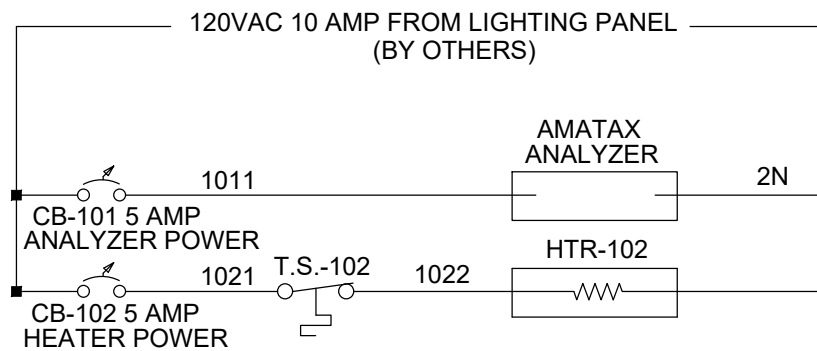 120VAC 10 AMP FROM LIGHTING PANEL
(BY OTHERS)
AMATAX
ANALYZER
1011
2N
CB-101 5 AMP
ANALYZER POWER
HTR-102
1021
T.S.-102
1022
CB-102 5 AMP
HEATER POWER